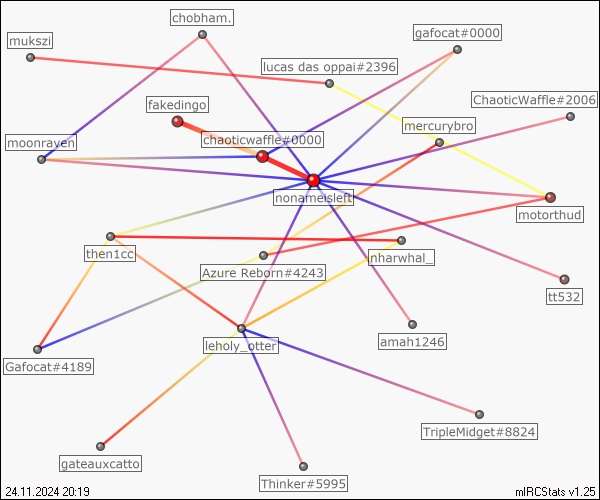 chobham.
mukszi
gafocat#0000
lucas das oppai#2396
ChaoticWaffle#2006
fakedingo
mercurybro
chaoticwaffle#0000
moonraven
nonameisleft
motorthud
then1cc
nharwhal_
Azure Reborn#4243
tt532
leholy_otter
amah1246
Gafocat#4189
TripleMidget#8824
gateauxcatto
Thinker#5995
24.11.2024 20:19
mIRCStats v1.25